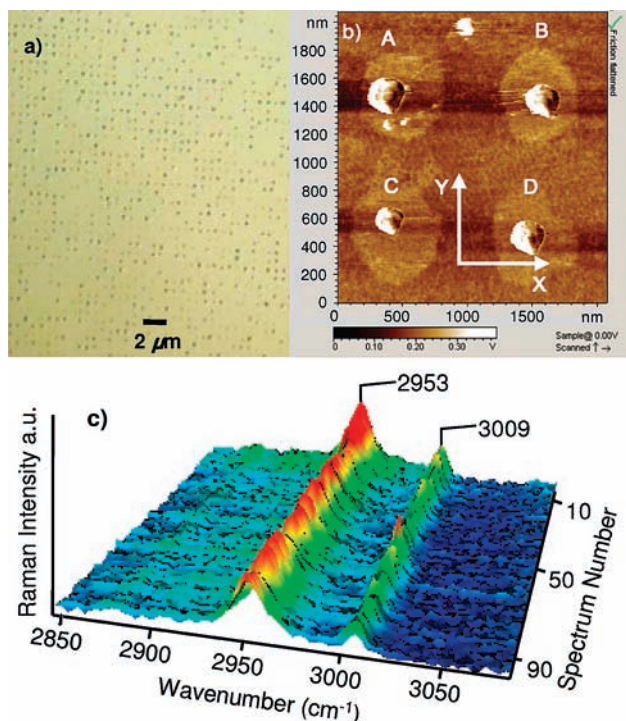 a)
2 µm
nm
b)
1800
1600
1400
1200
1000
800
600
400
200
0
A
B
C
D
Y
X
0
500
1000
1500
nm
Friction flattened
0
0.10
0.20
0.30
V
Sample@ 0.00V
Scanned ↑ →
c)
2953
3009
Raman Intensity a.u.
2850
2900
2950
3000
3050
Wavenumber (cm⁻¹)
10
50
90
Spectrum Number